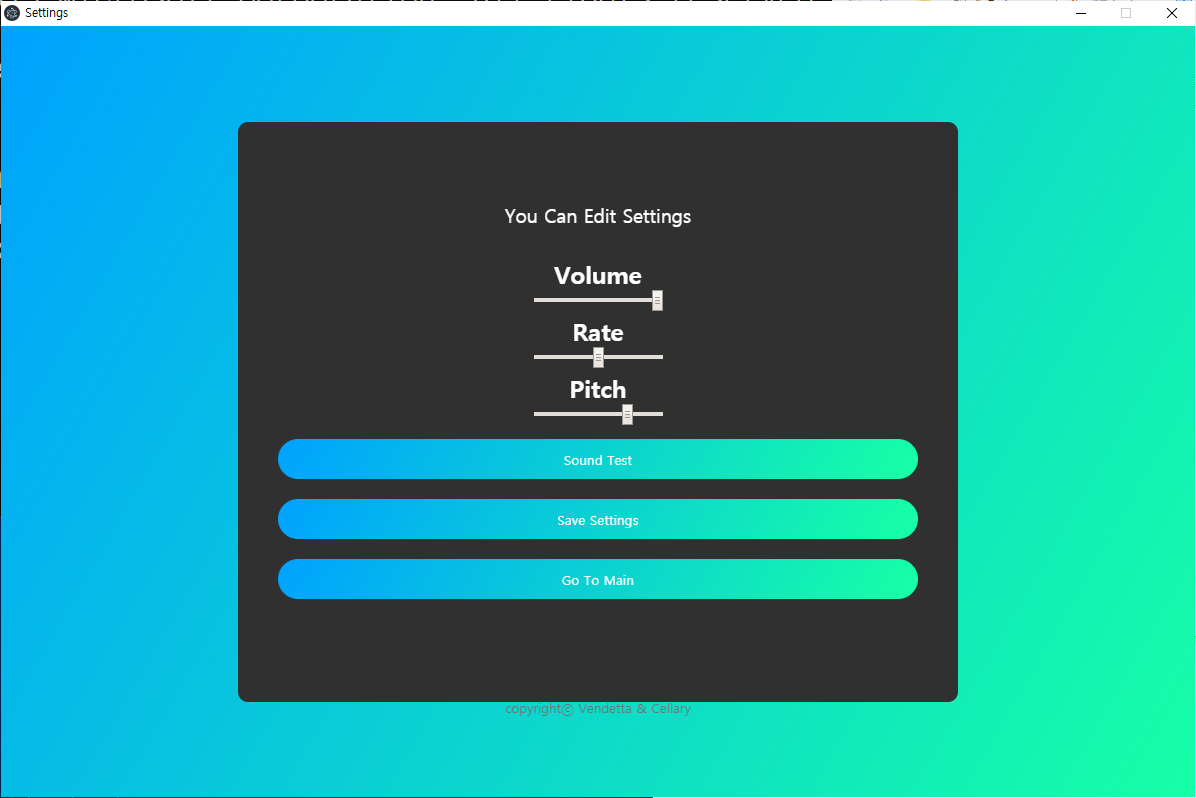 Settings
You Can Edit Settings
Volume
Rate
Pitch
Sound Test
Save Settings
Go To Main
copyrightⓒ Vendetta & Cellary